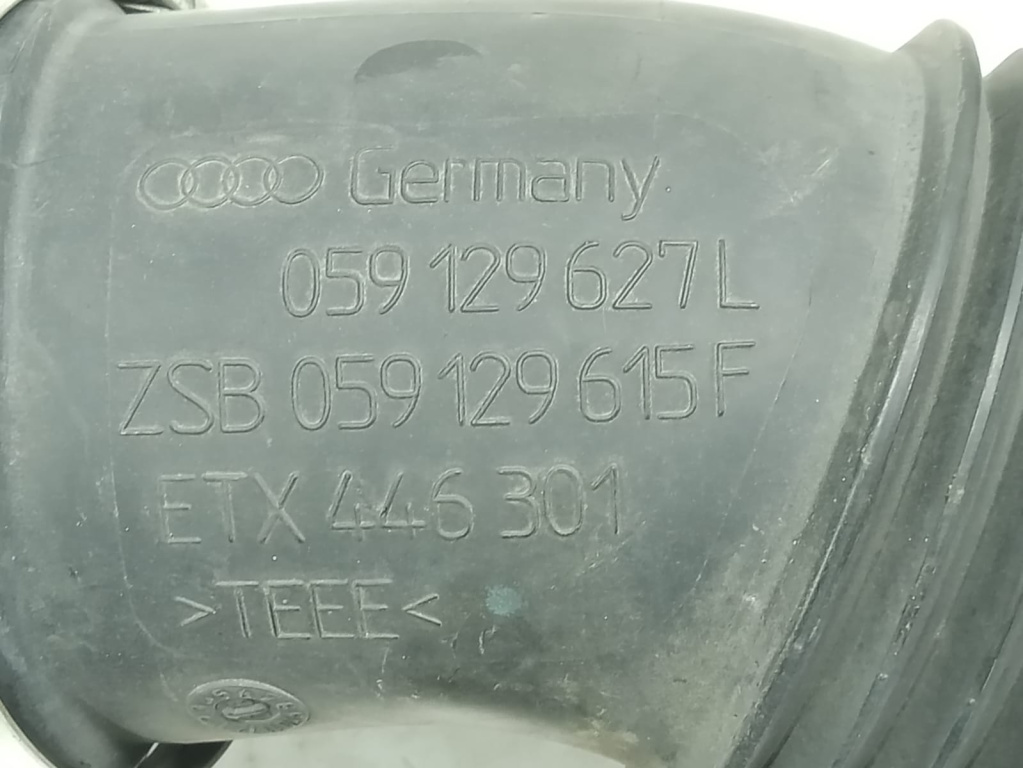 Germany
059 129 627 L
ZSB 059 129 615 F
ETX 446 301
>TEEE<